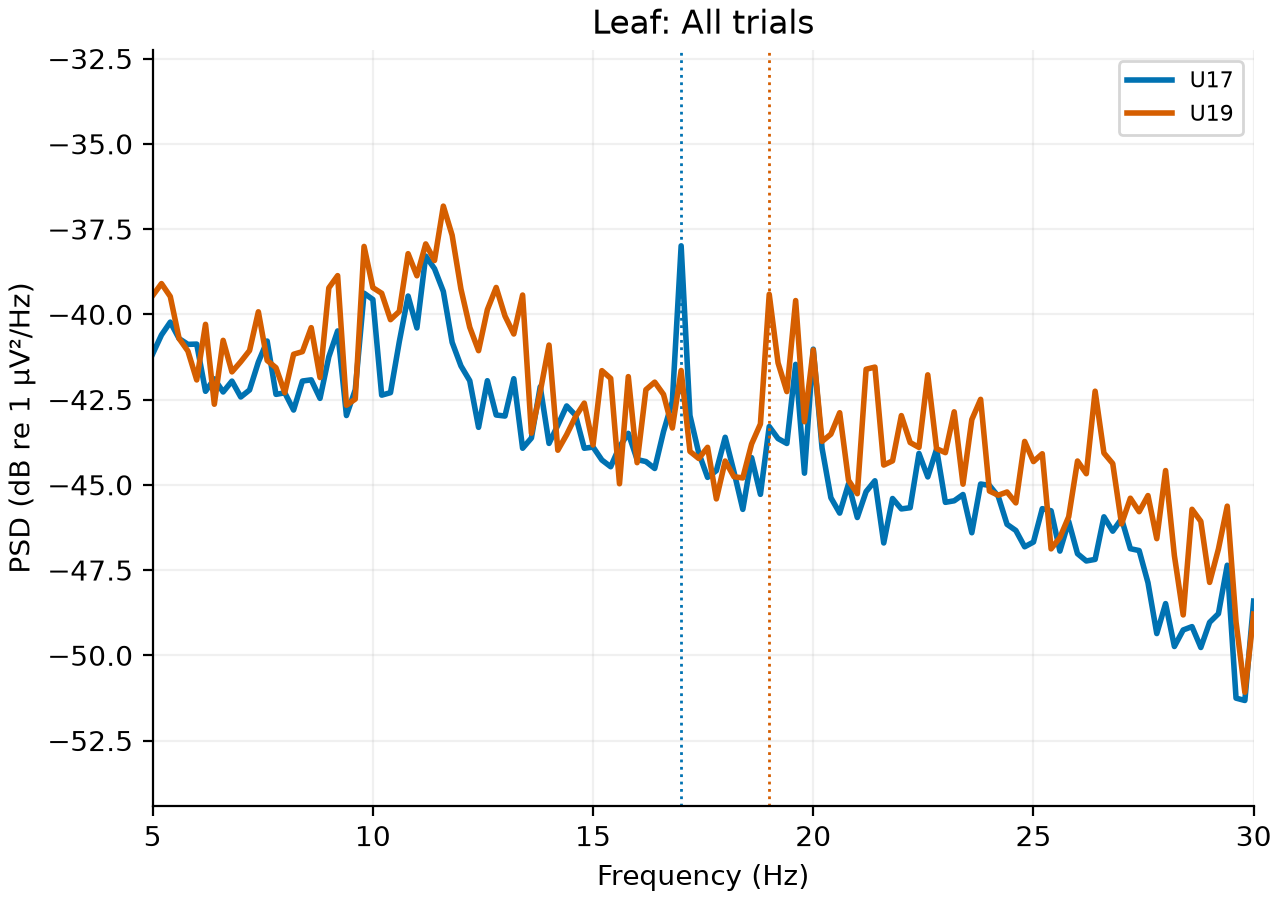 Leaf: All trials
U17
U19
PSD (dB re 1 µV²/Hz)
−32.5
−35.0
−37.5
−40.0
−42.5
−45.0
−47.5
−50.0
−52.5
5 10 15 20 25 30
Frequency (Hz)